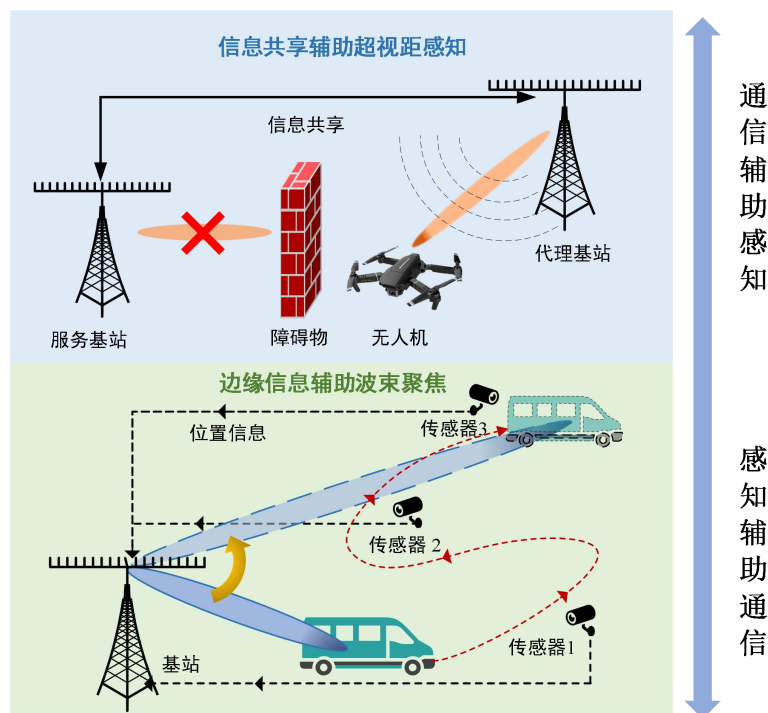 信息共享辅助超视距感知
信息共享
代理基站
服务基站
障碍物
无人机
通信辅助感知
边缘信息辅助波束聚焦
位置信息
传感器3
传感器 2
传感器1
基站
感知辅助通信